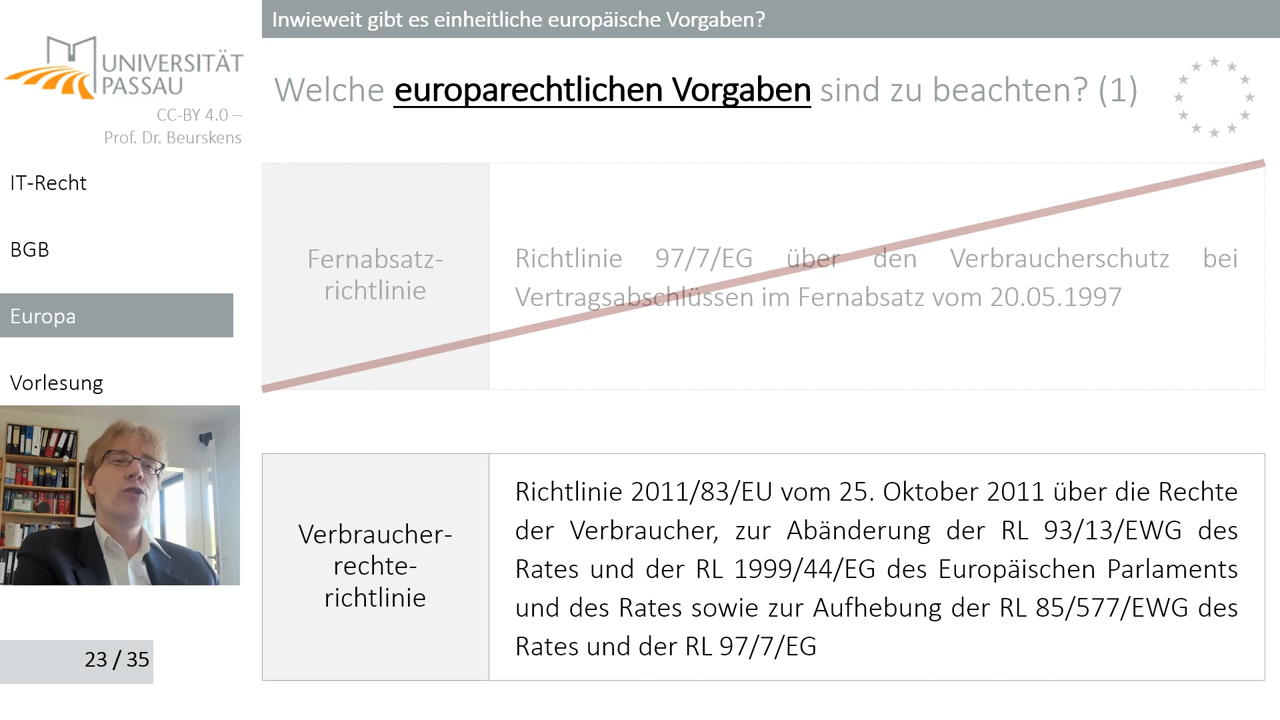 Inwieweit gibt es einheitliche europäische Vorgaben?
UNIVERSITÄT
PASSAU
CC-BY 4.0 –
Prof. Dr. Beurskens
IT-Recht
BGB
Europa
Vorlesung
23 / 35
Welche europarechtlichen Vorgaben sind zu beachten? (1)
Fernabsatz-
richtlinie
Richtlinie 97/7/EG über den Verbraucherschutz bei
Vertragsabschlüssen im Fernabsatz vom 20.05.1997
Verbraucher-
rechte-
richtlinie
Richtlinie 2011/83/EU vom 25. Oktober 2011 über die Rechte
der Verbraucher, zur Abänderung der RL 93/13/EWG des
Rates und der RL 1999/44/EG des Europäischen Parlaments
und des Rates sowie zur Aufhebung der RL 85/577/EWG des
Rates und der RL 97/7/EG